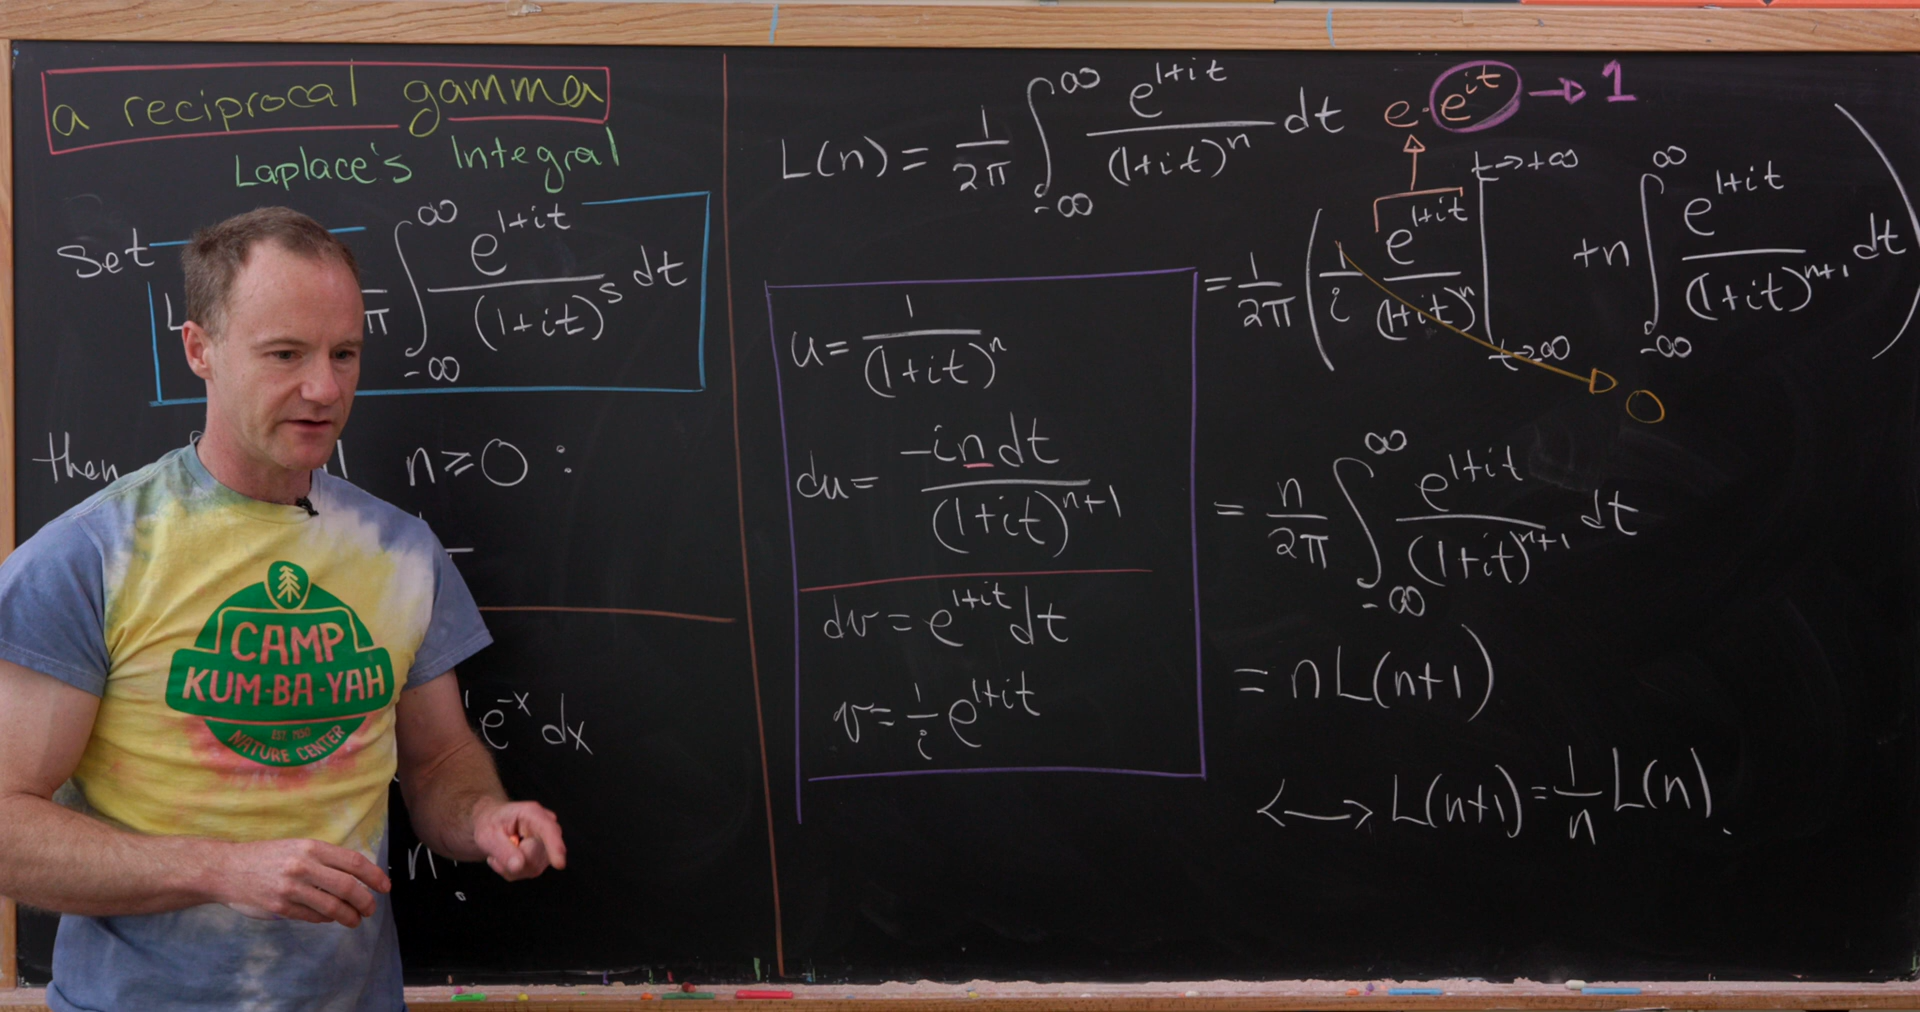 a reciprocal gamma
Laplace's Integral
Set
L π ∫_{-∞}^{∞} e^{1+it}/(1+it)^s dt
then n ≥ 0 :
e^{-x} dx
n!
CAMP
KUM-BA-YAH
EST. 1950
NATURE CENTER
L(n) = 1/2π ∫_{-∞}^{∞} e^{1+it}/(1+it)^n dt
e · e^{it} → 1
= 1/2π ( 1/i e^{1+it}/(1+it)^n |_{t→-∞}^{t→+∞} + n ∫_{-∞}^{∞} e^{1+it}/(1+it)^{n+1} dt )
0
u = 1/(1+it)^n
du = -in dt/(1+it)^{n+1}
dv = e^{1+it} dt
v = 1/i e^{1+it}
= n/2π ∫_{-∞}^{∞} e^{1+it}/(1+it)^{n+1} dt
= n L(n+1)
⟷ L(n+1) = 1/n L(n).